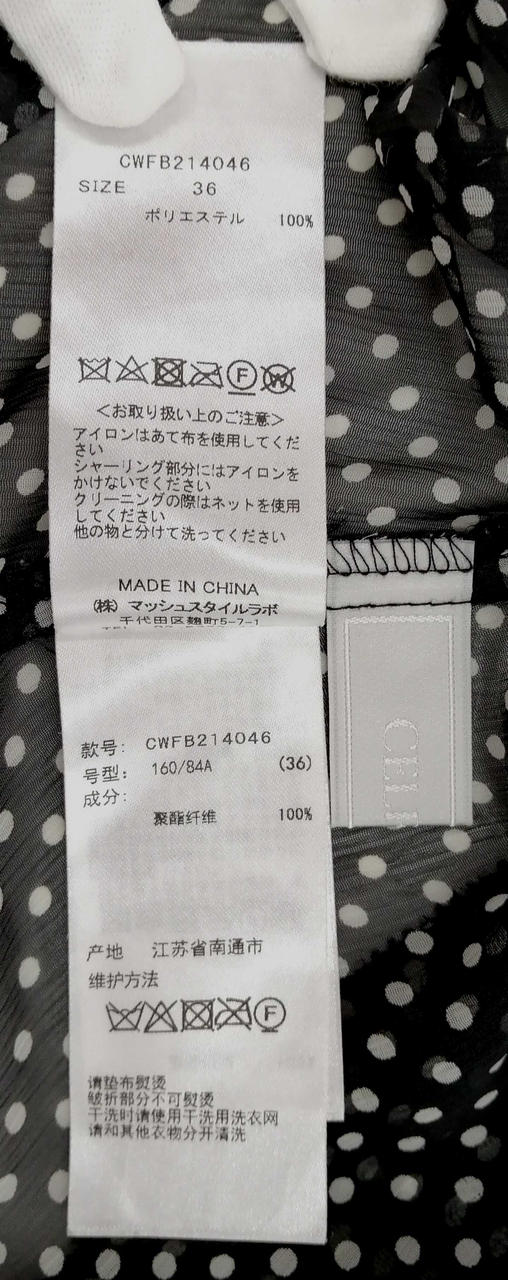 CWFB214046
SIZE 36
ポリエステル 100%
<お取り扱い上のご注意>
アイロンはあて布を使用してくだ
さい
シャーリング部分にはアイロンを
かけないでください
クリーニングの際はネットを使用
してください
他の物と分けて洗ってください
MADE IN CHINA
(株) マッシュスタイルラボ
千代田区麹町5-7-1
款号: CWFB214046
号型: 160/84A (36)
成分:
聚酯纤维 100%
产地 江苏省南通市
维护方法
请垫布熨烫
皱折部分不可熨烫
干洗时请使用干洗用洗衣网
请和其他衣物分开清洗